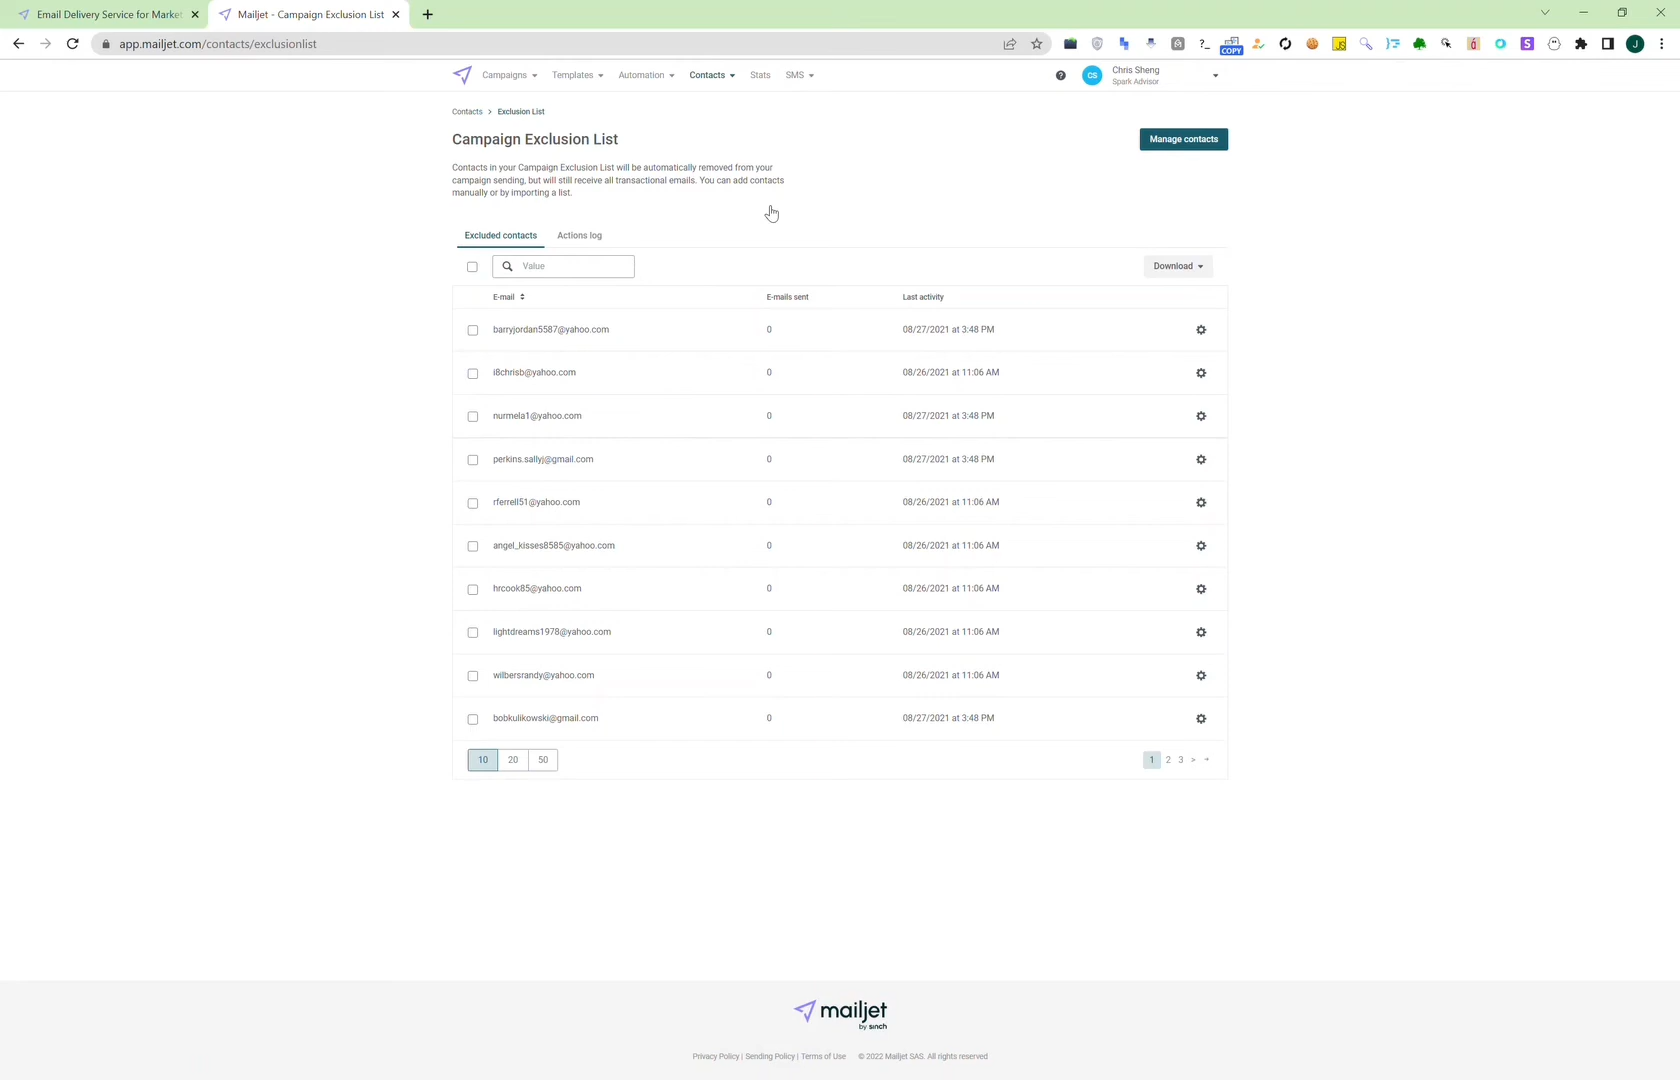 Email Delivery Service for Market
Mailjet - Campaign Exclusion List
app.mailjet.com/contacts/exclusionlist
COPY
JS
S
J
Campaigns
Templates
Automation
Contacts
Stats
SMS
?
CS
Chris Sheng
Spark Advisor
Contacts > Exclusion List
Campaign Exclusion List
Manage contacts
Contacts in your Campaign Exclusion List will be automatically removed from your
campaign sending, but will still receive all transactional emails. You can add contacts
manually or by importing a list.
Excluded contacts Actions log
Value
Download
E-mail E-mails sent Last activity
barryjordan5587@yahoo.com 0 08/27/2021 at 3:48 PM
i8chrisb@yahoo.com 0 08/26/2021 at 11:06 AM
nurmela1@yahoo.com 0 08/27/2021 at 3:48 PM
perkins.sallyj@gmail.com 0 08/27/2021 at 3:48 PM
rferrell51@yahoo.com 0 08/26/2021 at 11:06 AM
angel_kisses8585@yahoo.com 0 08/26/2021 at 11:06 AM
hrcook85@yahoo.com 0 08/26/2021 at 11:06 AM
lightdreams1978@yahoo.com 0 08/26/2021 at 11:06 AM
wilbersrandy@yahoo.com 0 08/26/2021 at 11:06 AM
bobkulikowski@gmail.com 0 08/27/2021 at 3:48 PM
10 20 50
1 2 3 >
mailjet
by sinch
Privacy Policy | Sending Policy | Terms of Use © 2022 Mailjet SAS. All rights reserved